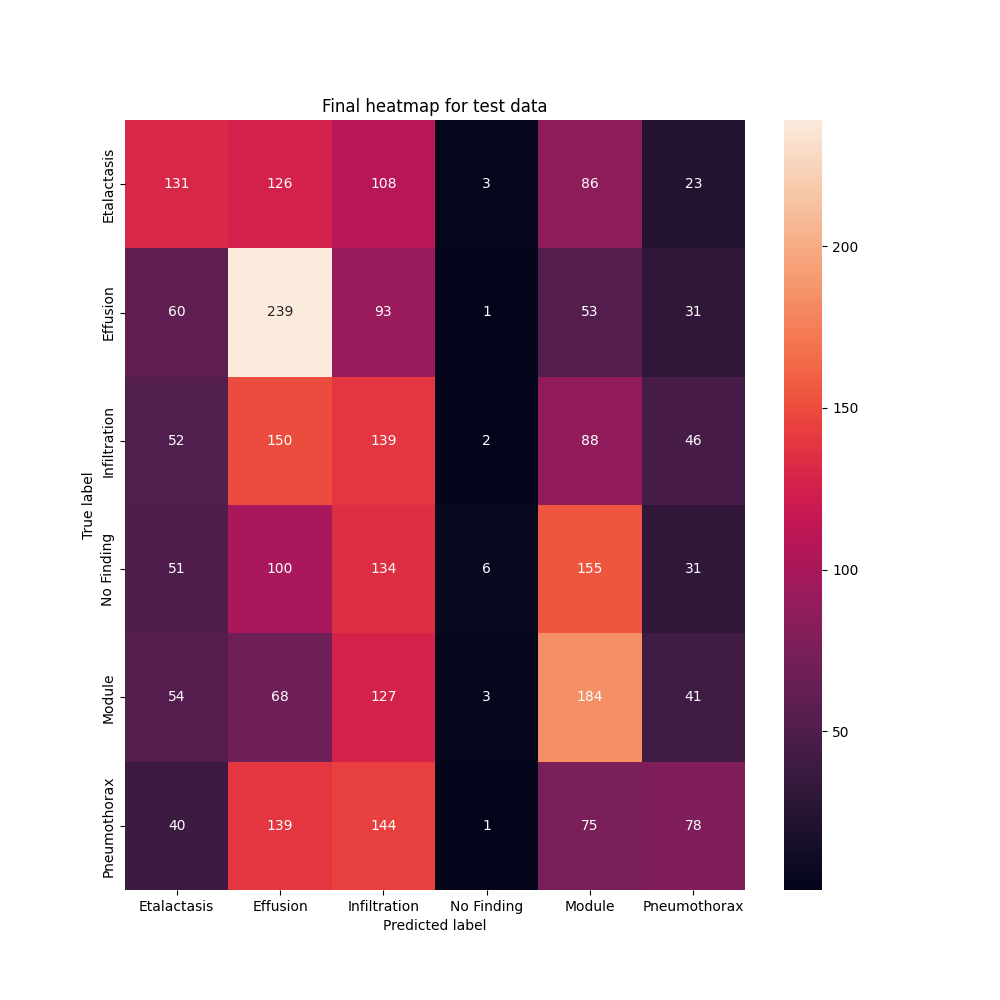 Final heatmap for test data
True label
Etalactasis 131 126 108 3 86 23
Effusion 60 239 93 1 53 31
Infiltration 52 150 139 2 88 46
No Finding 51 100 134 6 155 31
Module 54 68 127 3 184 41
Pneumothorax 40 139 144 1 75 78
Etalactasis Effusion Infiltration No Finding Module Pneumothorax
Predicted label
200
150
100
50